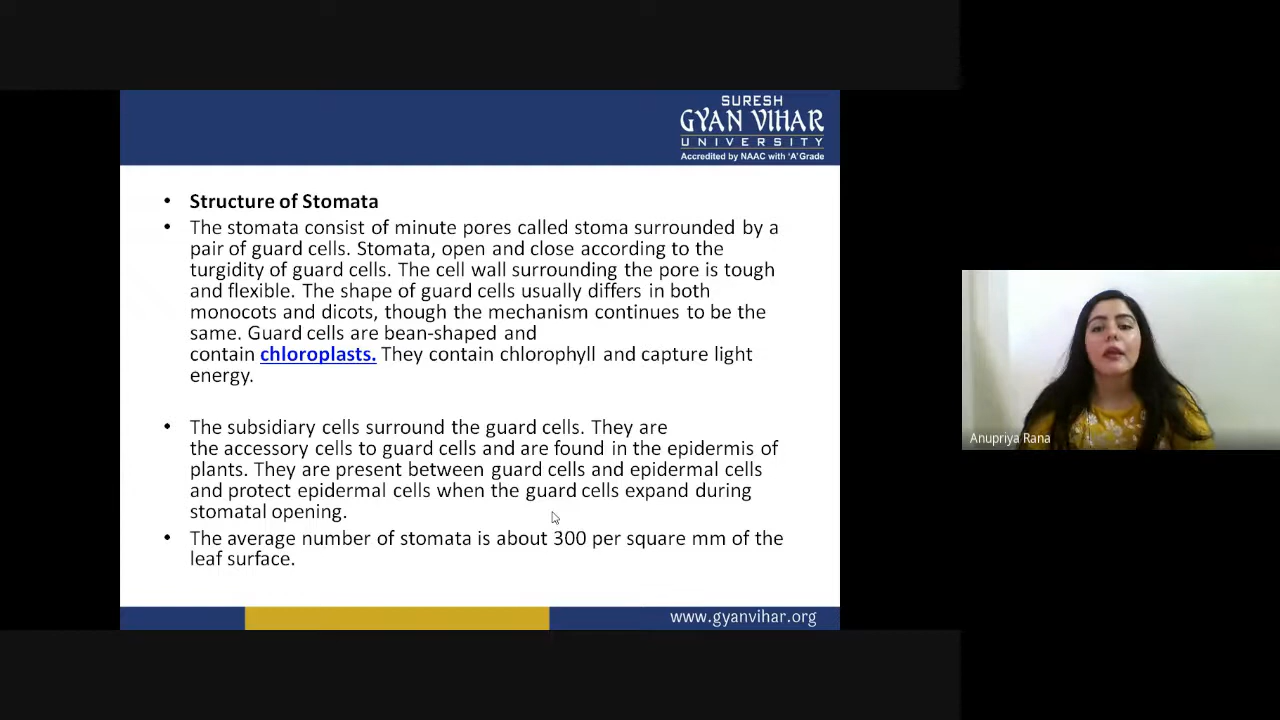 SURESH
GYAN VIHAR
UNIVERSITY
Accredited by NAAC with 'A' Grade
• Structure of Stomata
• The stomata consist of minute pores called stoma surrounded by a
pair of guard cells. Stomata, open and close according to the
turgidity of guard cells. The cell wall surrounding the pore is tough
and flexible. The shape of guard cells usually differs in both
monocots and dicots, though the mechanism continues to be the
same. Guard cells are bean-shaped and
contain chloroplasts. They contain chlorophyll and capture light
energy.
• The subsidiary cells surround the guard cells. They are
the accessory cells to guard cells and are found in the epidermis of
plants. They are present between guard cells and epidermal cells
and protect epidermal cells when the guard cells expand during
stomatal opening.
• The average number of stomata is about 300 per square mm of the
leaf surface.
www.gyanvihar.org
Anupriya Rana